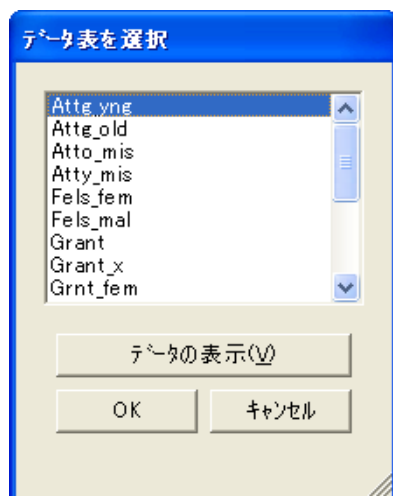 ﾃﾞｰﾀ表を選択
Attg_yng
Attg_old
Atto_mis
Atty_mis
Fels_fem
Fels_mal
Grant
Grant_x
Grnt_fem
ﾃﾞｰﾀの表示(V)
OK
ｷｬﾝｾﾙ